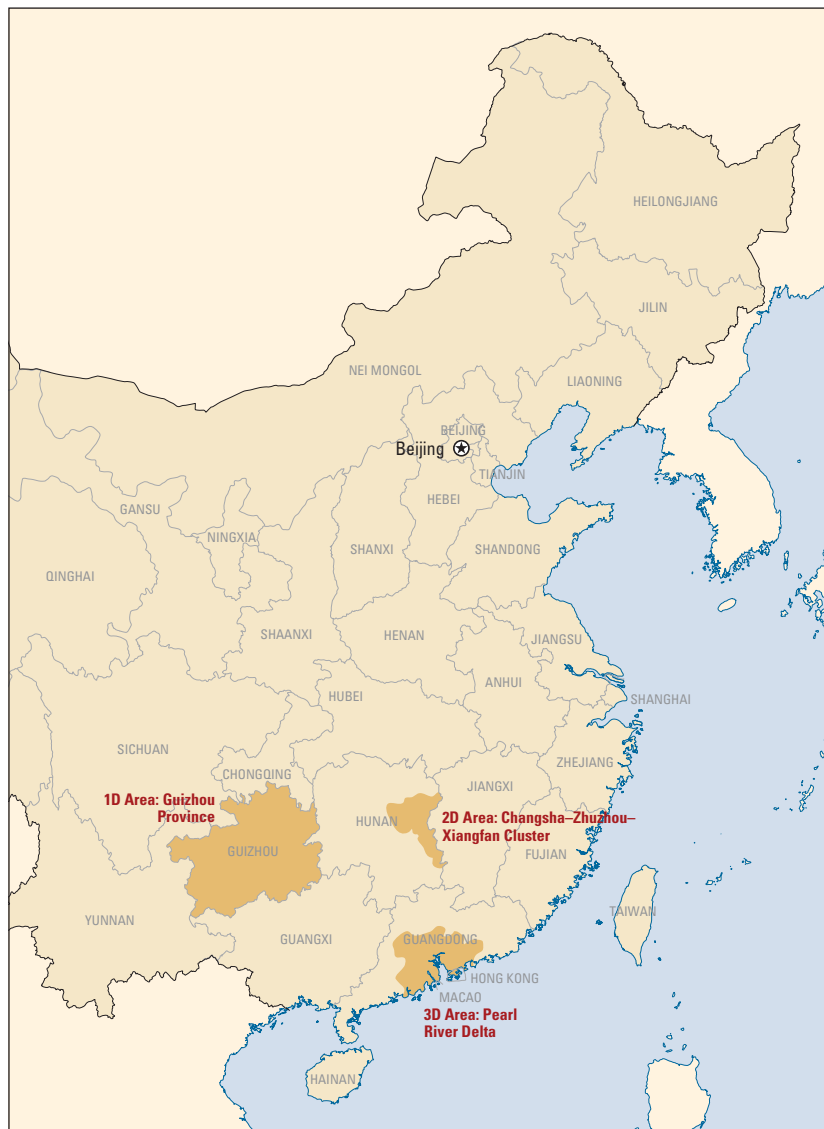 HEILONGJIANG
JILIN
NEI MONGOL
LIAONING
BEIJING
Beijing
TIANJIN
HEBEI
GANSU
NINGXIA
SHANXI
SHANDONG
QINGHAI
SHAANXI
HENAN
JIANGSU
ANHUI
HUBEI
SHANGHAI
SICHUAN
ZHEJIANG
CHONGQING
JIANGXI
1D Area: Guizhou
Province
HUNAN
2D Area: Changsha–Zhuzhou–
Xiangfan Cluster
GUIZHOU
FUJIAN
YUNNAN
TAIWAN
GUANGXI
GUANGDONG
HONG KONG
MACAO
3D Area: Pearl
River Delta
HAINAN